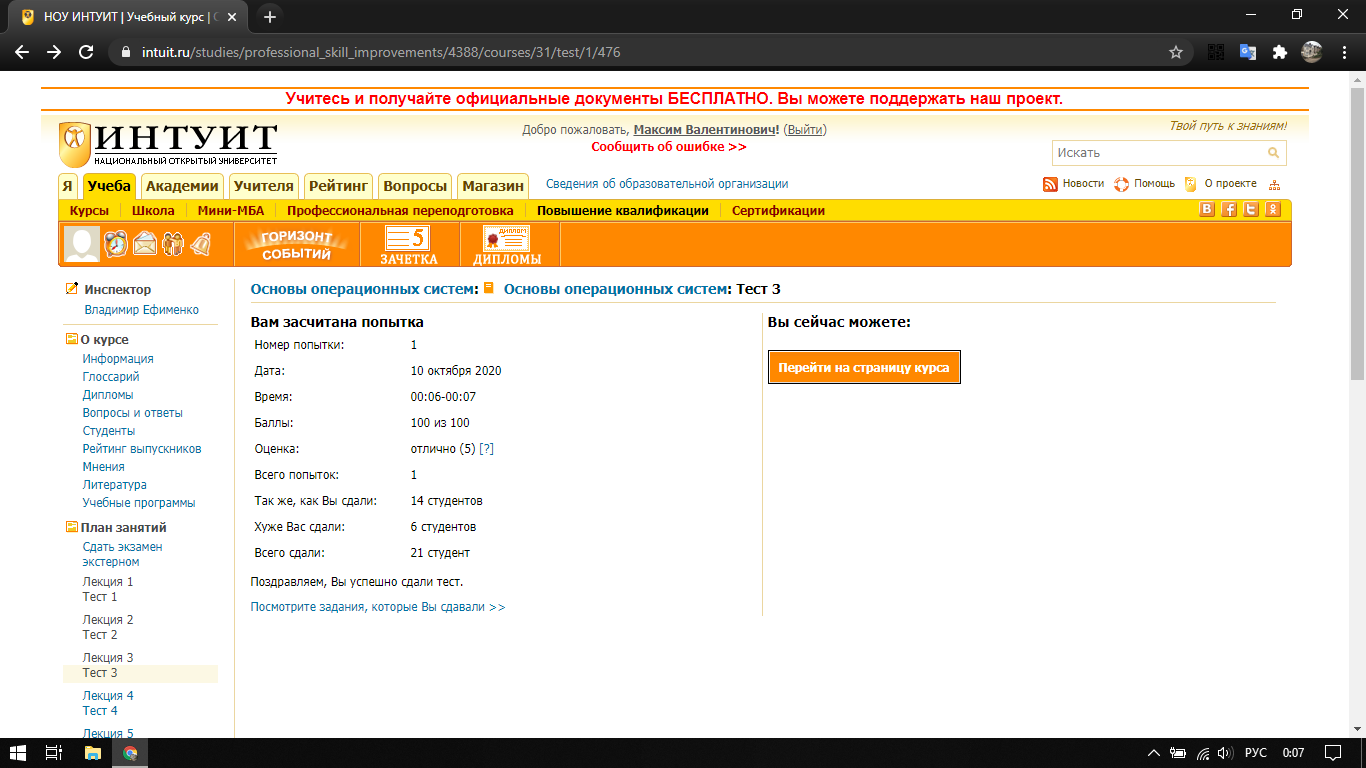 НОУ ИНТУИТ | Учебный курс |
intuit.ru/studies/professional_skill_improvements/4388/courses/31/test/1/476
Учитесь и получайте официальные документы БЕСПЛАТНО. Вы можете поддержать наш проект.
ИНТУИТ
НАЦИОНАЛЬНЫЙ ОТКРЫТЫЙ УНИВЕРСИТЕТ
Добро пожаловать, Максим Валентинович! (Выйти)
Сообщить об ошибке >>
Твой путь к знаниям!
Искать
Я Учеба Академии Учителя Рейтинг Вопросы Магазин Сведения об образовательной организации
Новости Помощь О проекте
Курсы Школа Мини-МБА Профессиональная переподготовка Повышение квалификации Сертификации
ГОРИЗОНТ СОБЫТИЙ
5 ЗАЧЕТКА
ДИПЛОМ ДИПЛОМЫ
Инспектор
Владимир Ефименко
О курсе
Информация
Глоссарий
Дипломы
Вопросы и ответы
Студенты
Рейтинг выпускников
Мнения
Литература
Учебные программы
План занятий
Сдать экзамен
экстерном
Лекция 1
Тест 1
Лекция 2
Тест 2
Лекция 3
Тест 3
Лекция 4
Тест 4
Лекция 5
Основы операционных систем: Основы операционных систем: Тест 3
Вам засчитана попытка
Номер попытки: 1
Дата: 10 октября 2020
Время: 00:06-00:07
Баллы: 100 из 100
Оценка: отлично (5) [?]
Всего попыток: 1
Так же, как Вы сдали: 14 студентов
Хуже Вас сдали: 6 студентов
Всего сдали: 21 студент
Поздравляем, Вы успешно сдали тест.
Посмотрите задания, которые Вы сдавали >>
Вы сейчас можете:
Перейти на страницу курса
РУС 0:07